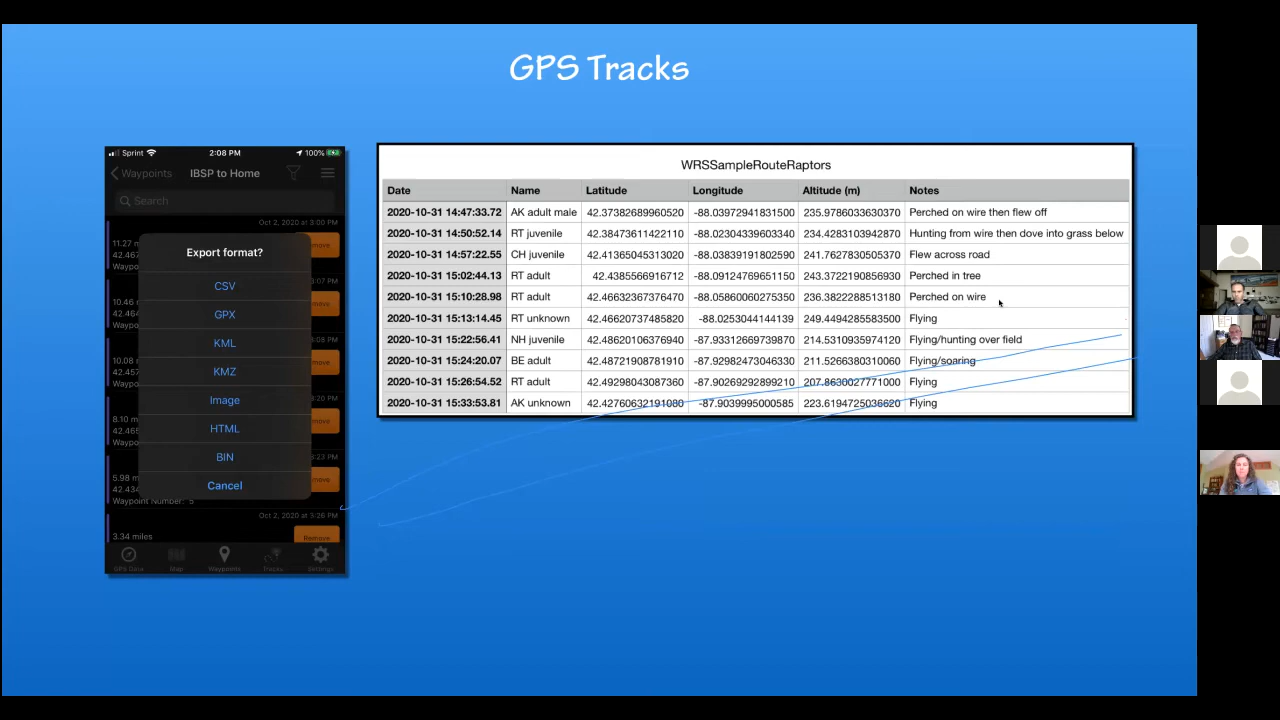 GPS Tracks
Sprint 2:08 PM 100%
Waypoints IBSP to Home
Search
Oct 2, 2020 at 3:00 PM
11.27 m
Export format?
CSV
GPX
KML
KMZ
Image
HTML
BIN
Cancel
Waypoint Number: 5
Oct 2, 2020 at 3:26 PM
3.34 miles
Remove
GPS Data Map Waypoints Tracks Settings
WRSSampleRouteRaptors
Date Name Latitude Longitude Altitude (m) Notes
2020-10-31 14:47:33.72 AK adult male 42.37382689960520 -88.03972941831500 235.9786033630370 Perched on wire then flew off
2020-10-31 14:50:52.14 RT juvenile 42.38473611422110 -88.02304339603340 234.4283103942870 Hunting from wire then dove into grass below
2020-10-31 14:57:22.55 CH juvenile 42.41365045313020 -88.03839191802590 241.7627830505370 Flew across road
2020-10-31 15:02:44.13 RT adult 42.4385566916712 -88.09124769651150 243.3722190856930 Perched in tree
2020-10-31 15:10:28.98 RT adult 42.46632367376470 -88.05860060275350 236.3822288513180 Perched on wire
2020-10-31 15:13:14.45 RT unknown 42.46620737485820 -88.0253044144139 249.4494285583500 Flying
2020-10-31 15:22:56.41 NH juvenile 42.48620106376940 -87.93312669739870 214.5310935974120 Flying/hunting over field
2020-10-31 15:24:20.07 BE adult 42.48721908781910 -87.92982477046330 211.5266380310060 Flying/soaring
2020-10-31 15:26:54.52 RT adult 42.49298043087360 -87.90269292899210 207.8630027771000 Flying
2020-10-31 15:33:53.81 AK unknown 42.42760632191080 -87.9039995000585 223.6194725036620 Flying